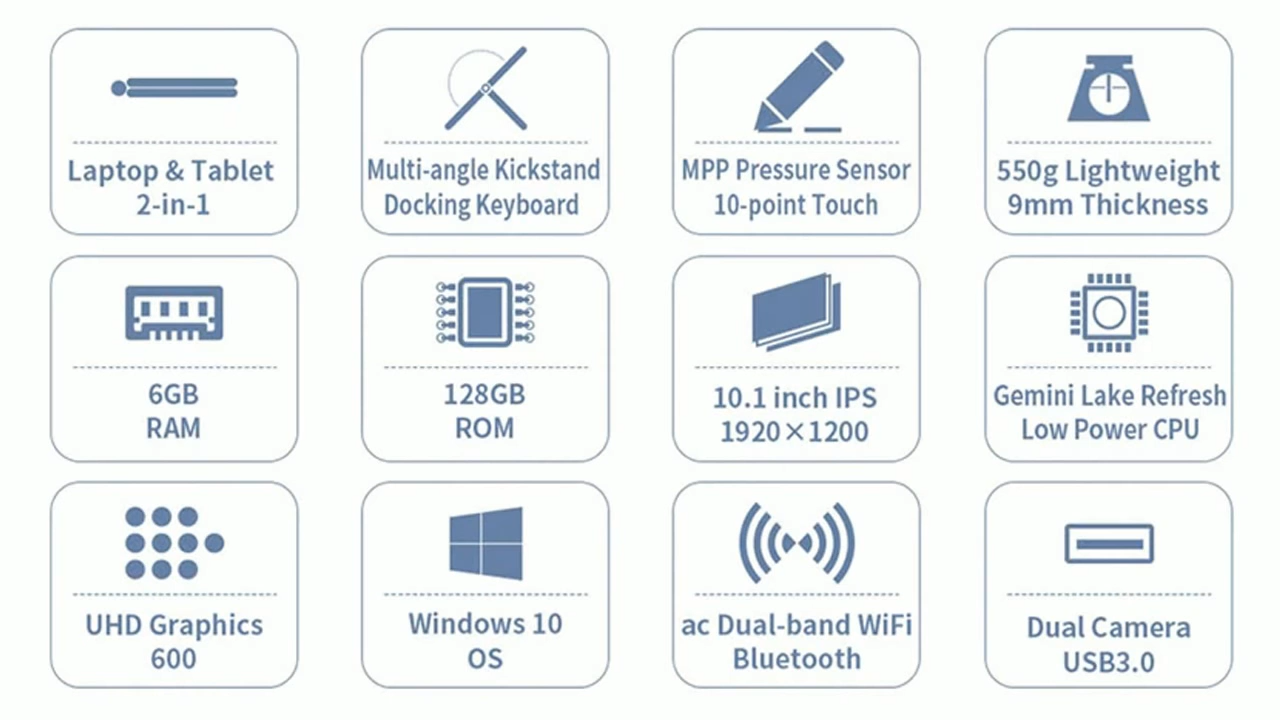 Laptop & Tablet
2-in-1
Multi-angle Kickstand
Docking Keyboard
MPP Pressure Sensor
10-point Touch
550g Lightweight
9mm Thickness
6GB
RAM
128GB
ROM
10.1 inch IPS
1920×1200
Gemini Lake Refresh
Low Power CPU
UHD Graphics
600
Windows 10
OS
ac Dual-band WiFi
Bluetooth
Dual Camera
USB3.0